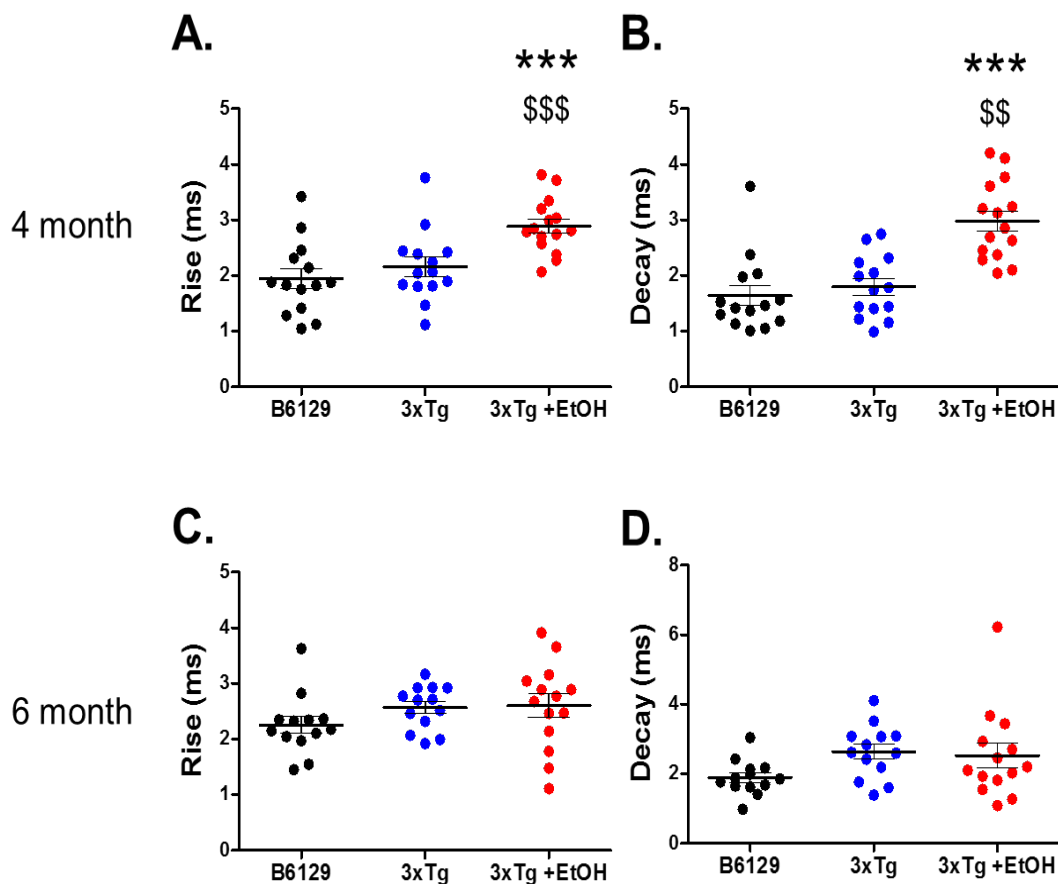 A.
***
$$$
5
4
3
2
1
0
Rise (ms)
B6129
3xTg
3xTg +EtOH
B.
***
$$
5
4
3
2
1
0
Decay (ms)
B6129
3xTg
3xTg +EtOH
4 month
C.
5
4
3
2
1
0
Rise (ms)
B6129
3xTg
3xTg +EtOH
D.
8
6
4
2
0
Decay (ms)
B6129
3xTg
3xTg +EtOH
6 month